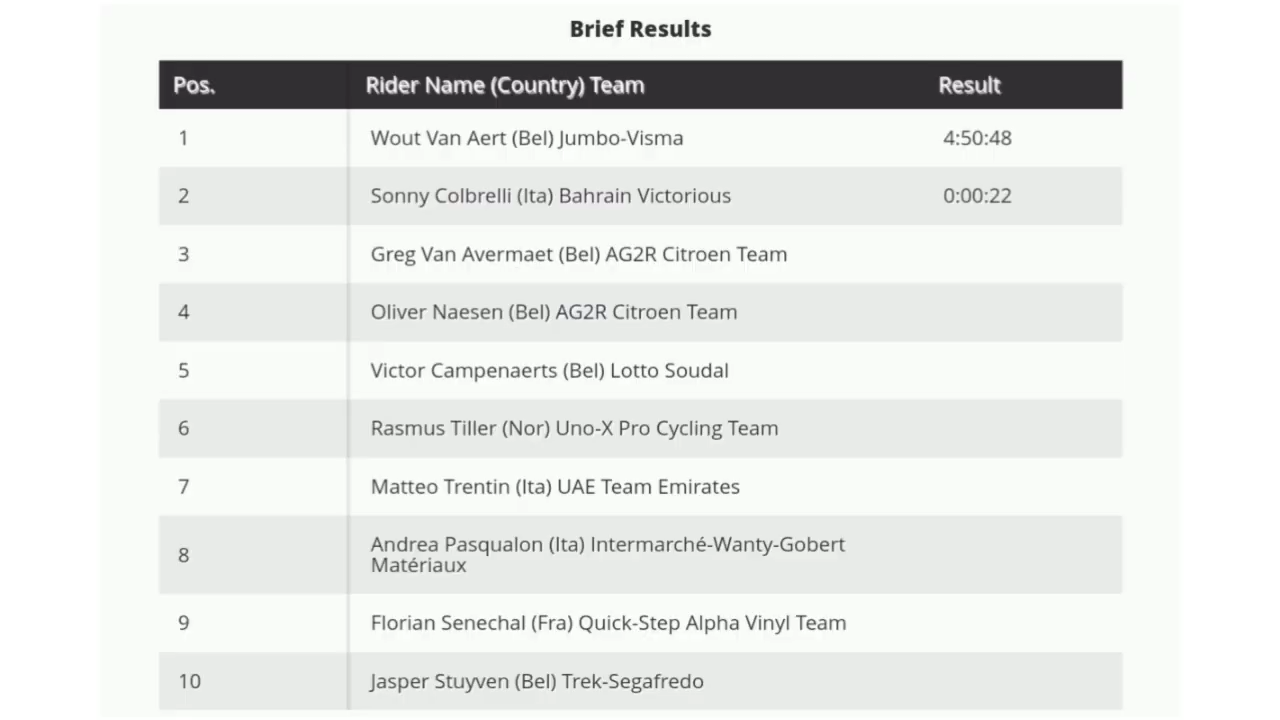 Brief Results
Pos. Rider Name (Country) Team Result
1 Wout Van Aert (Bel) Jumbo-Visma 4:50:48
2 Sonny Colbrelli (Ita) Bahrain Victorious 0:00:22
3 Greg Van Avermaet (Bel) AG2R Citroen Team
4 Oliver Naesen (Bel) AG2R Citroen Team
5 Victor Campenaerts (Bel) Lotto Soudal
6 Rasmus Tiller (Nor) Uno-X Pro Cycling Team
7 Matteo Trentin (Ita) UAE Team Emirates
8 Andrea Pasqualon (Ita) Intermarché-Wanty-Gobert
Matériaux
9 Florian Senechal (Fra) Quick-Step Alpha Vinyl Team
10 Jasper Stuyven (Bel) Trek-Segafredo